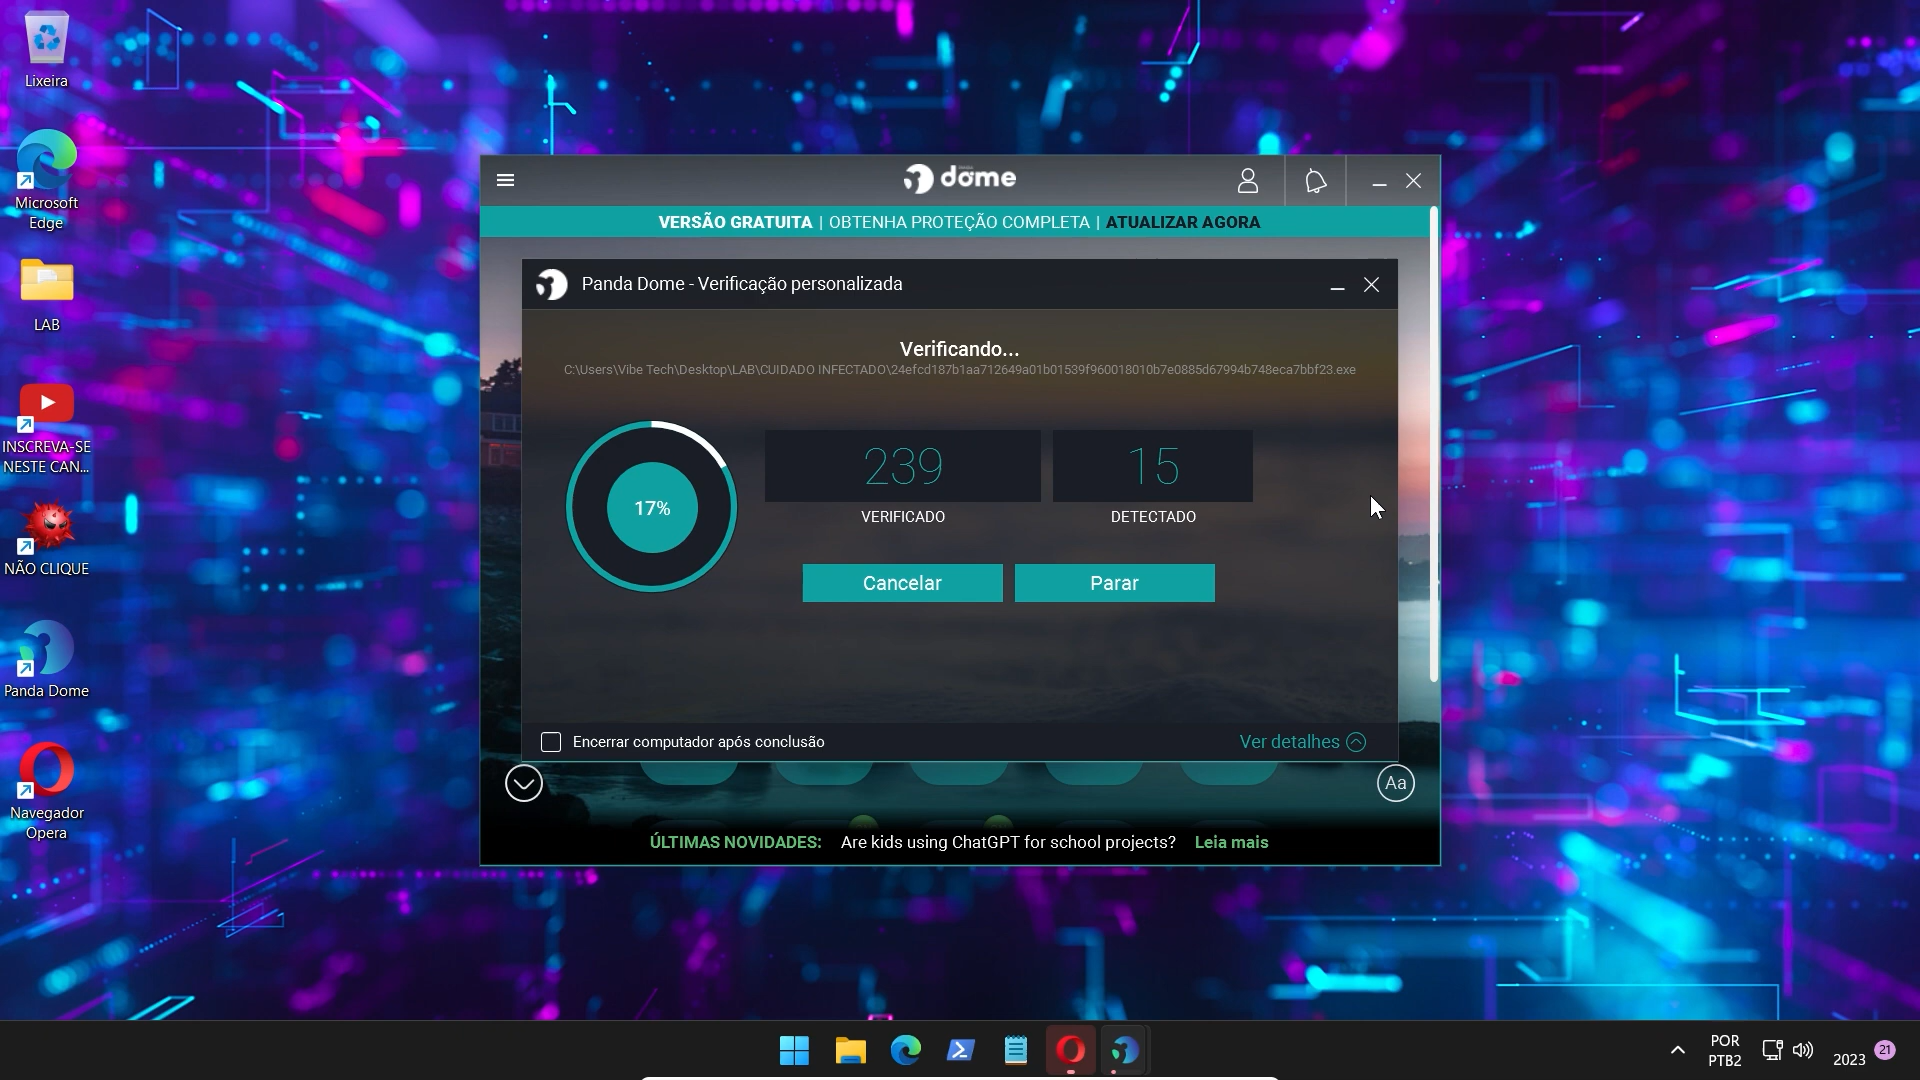 Lixeira
Microsoft
Edge
LAB
INSCREVA-SE
NESTE CAN...
NÃO CLIQUE
Panda Dome
Navegador
Opera
dome
VERSÃO GRATUITA | OBTENHA PROTEÇÃO COMPLETA | ATUALIZAR AGORA
Panda Dome - Verificação personalizada
Verificando...
C:\Users\Vibe Tech\Desktop\LAB\CUIDADO INFECTADO\24efcd187b1aa712649a01b01539f960018010b7e0885d67994b748eca7bbf23.exe
17%
239
VERIFICADO
15
DETECTADO
Cancelar
Parar
Encerrar computador após conclusão
Ver detalhes
Aa
ÚLTIMAS NOVIDADES: Are kids using ChatGPT for school projects? Leia mais
POR
PTB2
2023
21